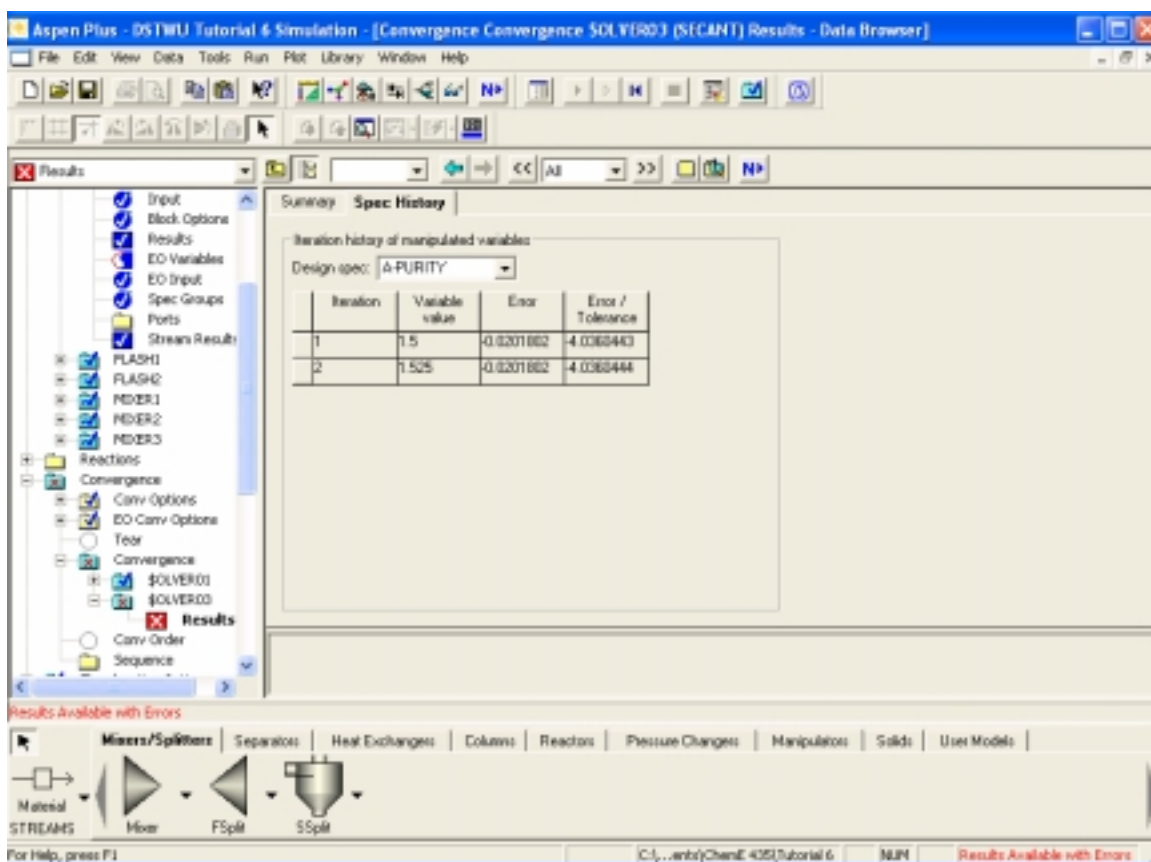 Aspen Plus - DSTWU Tutorial 6 Simulation - [Convergence Convergence $OLVER03 (SECANT) Results - Data Browser]
File Edit View Data Tools Run Plot Library Window Help
Results
All
Input
Block Options
Results
EO Variables
EO Input
Spec Groups
Ports
Stream Results
FLASH1
FLASH2
MIXER1
MIXER2
MIXER3
Reactions
Convergence
Conv Options
EO Conv Options
Tear
Convergence
$OLVER01
$OLVER03
Results
Conv Order
Sequence
Summary Spec History
Iteration history of manipulated variables
Design spec: A-PURITY
Iteration Variable value Error Error / Tolerance
1 1.5 -0.0201802 -4.0360443
2 1.525 -0.0201802 -4.0360444
Results Available with Errors
Mixers/Splitters Separators Heat Exchangers Columns Reactors Pressure Changers Manipulators Solids User Models
Material
STREAMS Mixer FSplit SSplit
For Help, press F1 C:\...ents\ChemE 435\Tutorial 6 NUM Results Available with Errors